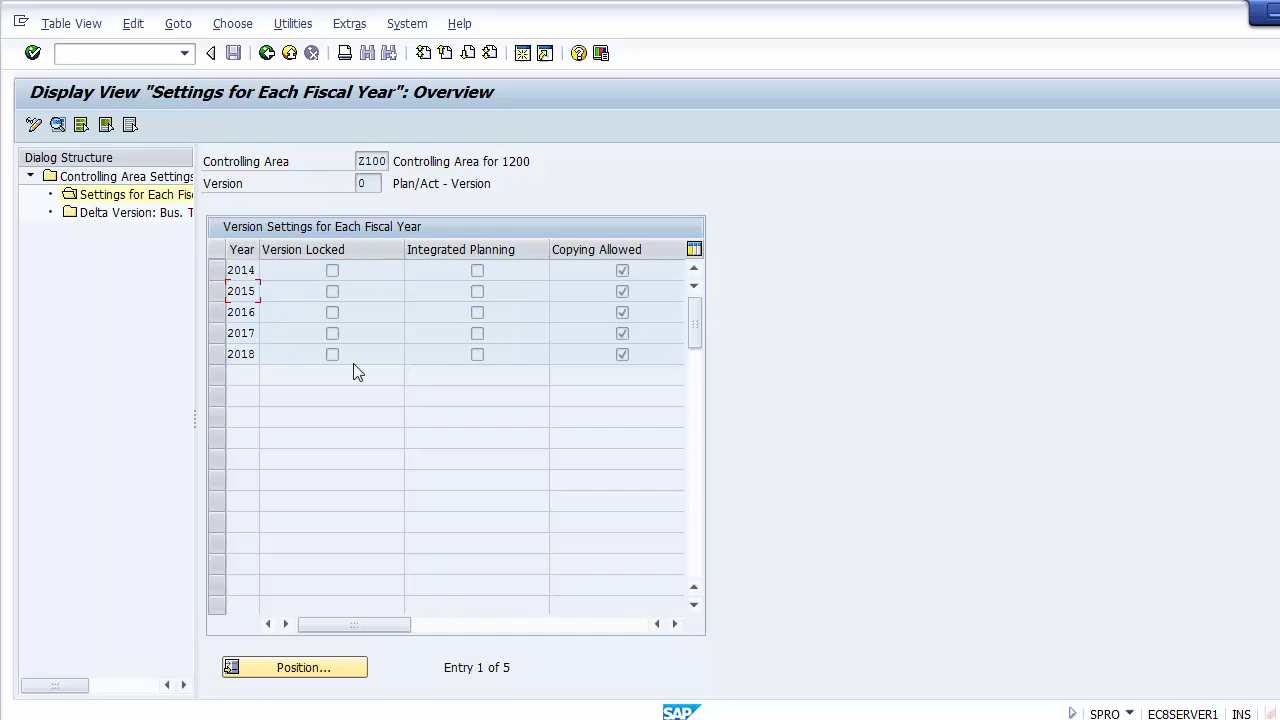 Table View Edit Goto Choose Utilities Extras System Help
Display View "Settings for Each Fiscal Year": Overview
Dialog Structure
Controlling Area Settings
Settings for Each Fis
Delta Version: Bus. T
Controlling Area Z100 Controlling Area for 1200
Version 0 Plan/Act - Version
Version Settings for Each Fiscal Year
Year Version Locked Integrated Planning Copying Allowed
2014
2015
2016
2017
2018
Position... Entry 1 of 5
SAP SPRO EC8SERVER1 INS